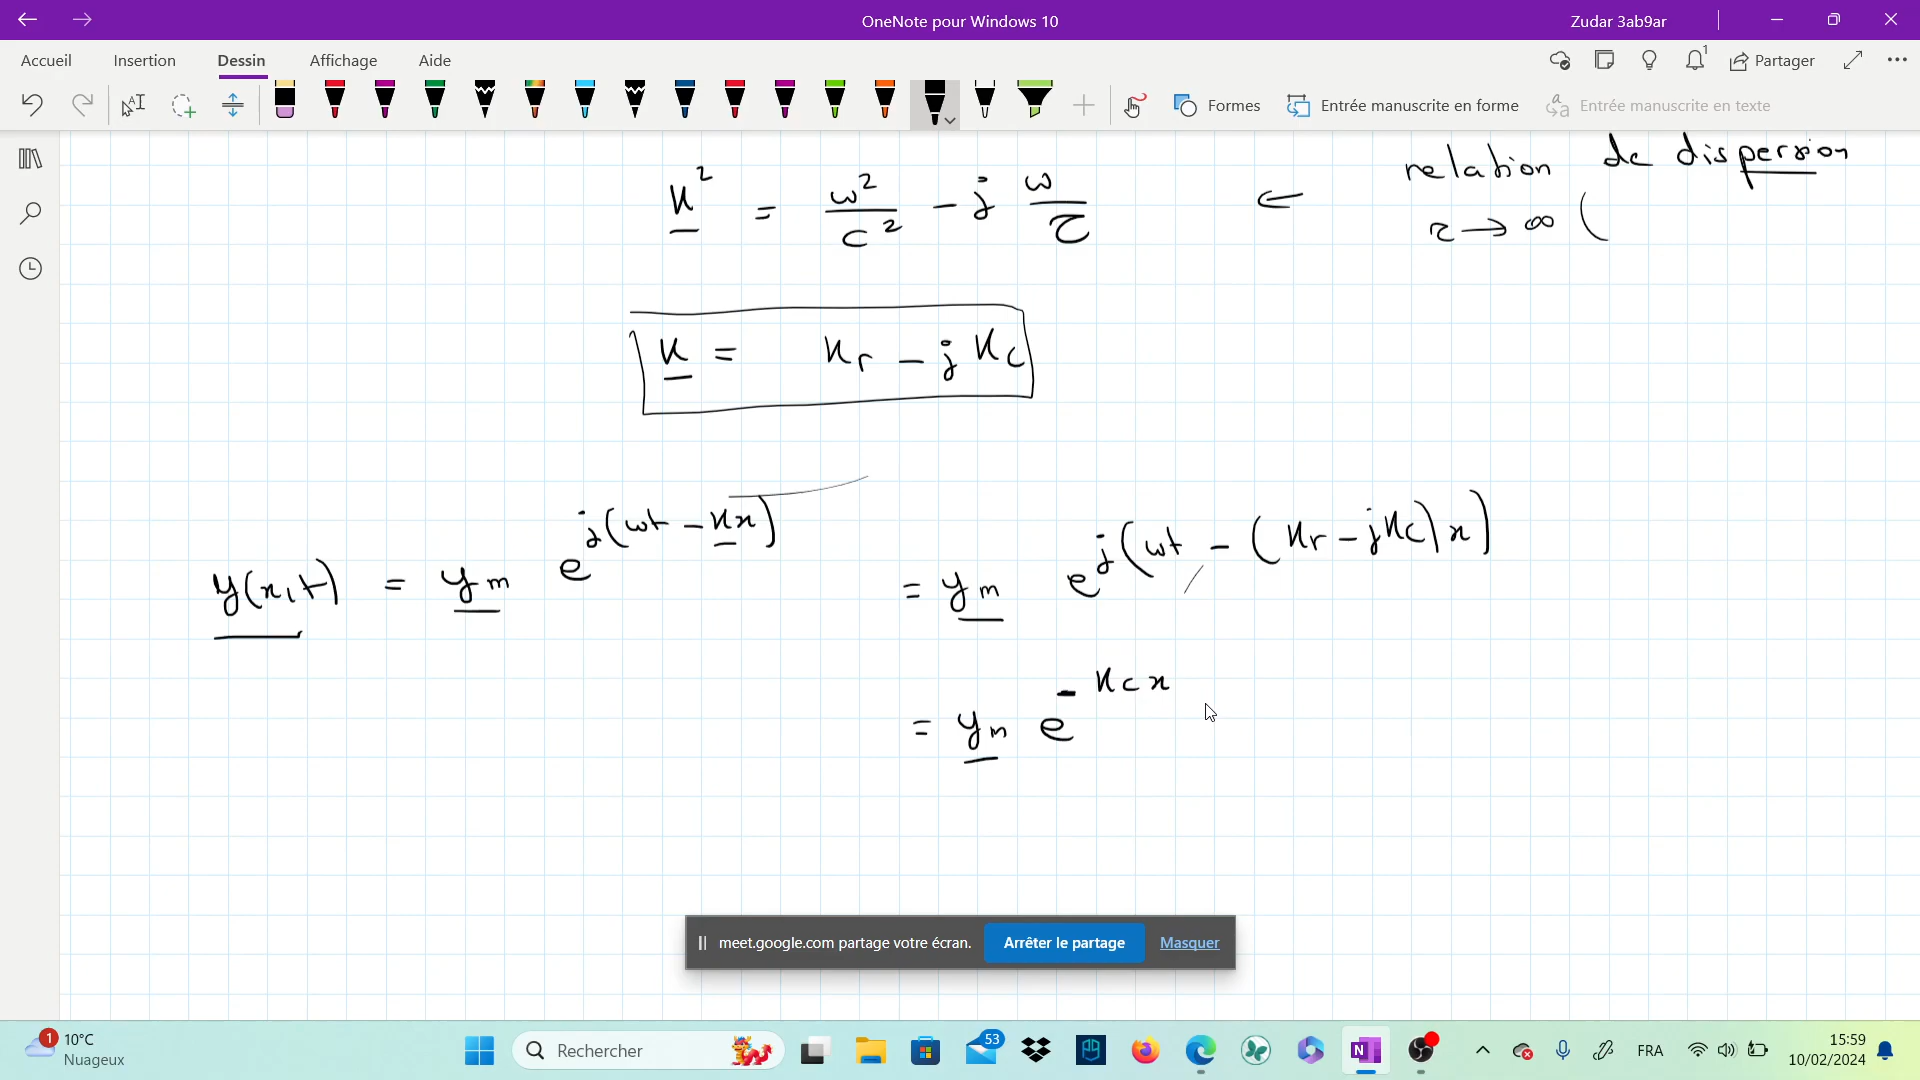 OneNote pour Windows 10
Zudar 3ab9ar
Accueil Insertion Dessin Affichage Aide
1
Partager
Formes Entrée manuscrite en forme Entrée manuscrite en texte
relation de dispersion
k² = ω²/c² - j ω/τ ←
τ → ∞ (
k = kr - j kc
y(x,t) = ym e^j(ωt - kx) = ym e^j(ωt - (kr - jkc)x)
= ym e^-kc x
meet.google.com partage votre écran. Arrêter le partage Masquer
1 10°C
Nuageux
Rechercher
53
FRA
15:59
10/02/2024